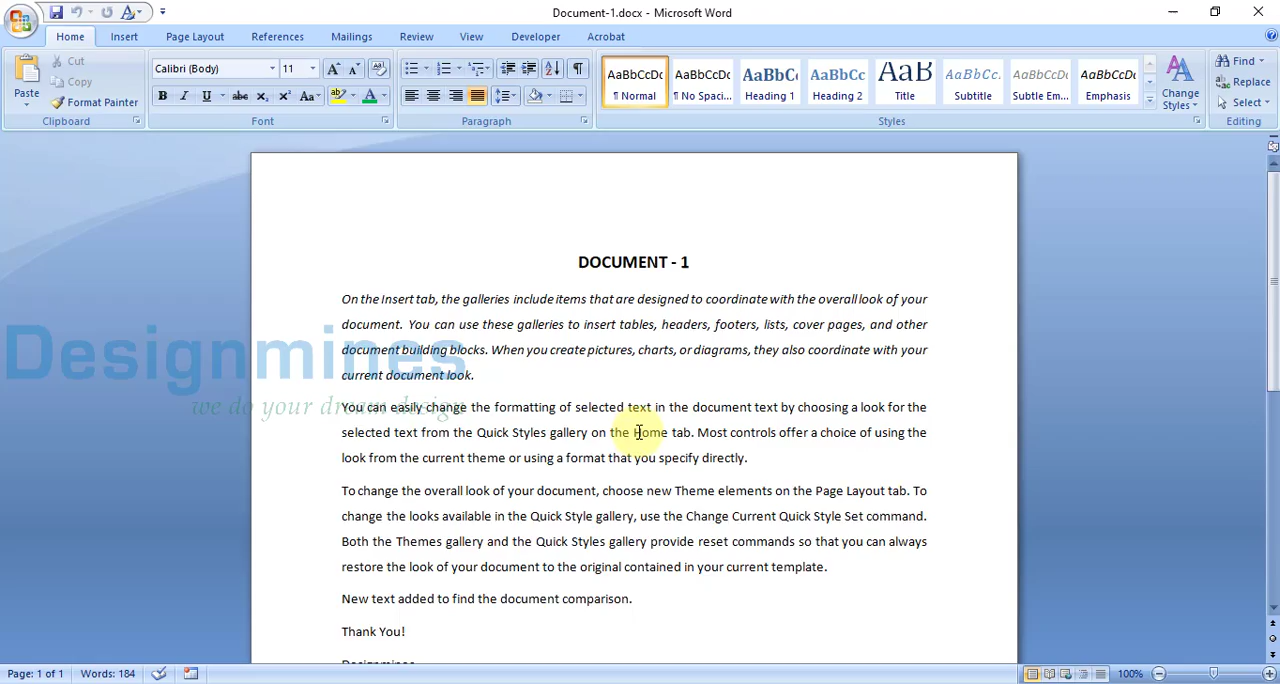 Document-1.docx - Microsoft Word
Home Insert Page Layout References Mailings Review View Developer Acrobat
Paste
Cut
Copy
Format Painter
Clipboard
Calibri (Body) 11
Font
Paragraph
AaBbCcDc AaBbCcDc AaBbC( AaBbCc AaB AaBbCc. AaBbCcDc AaBbCcDc
¶ Normal ¶ No Spaci... Heading 1 Heading 2 Title Subtitle Subtle Em... Emphasis
Change
Styles
Styles
Find
Replace
Select
Editing
DOCUMENT - 1
On the Insert tab, the galleries include items that are designed to coordinate with the overall look of your
document. You can use these galleries to insert tables, headers, footers, lists, cover pages, and other
document building blocks. When you create pictures, charts, or diagrams, they also coordinate with your
current document look.
You can easily change the formatting of selected text in the document text by choosing a look for the
selected text from the Quick Styles gallery on the Home tab. Most controls offer a choice of using the
look from the current theme or using a format that you specify directly.
To change the overall look of your document, choose new Theme elements on the Page Layout tab. To
change the looks available in the Quick Style gallery, use the Change Current Quick Style Set command.
Both the Themes gallery and the Quick Styles gallery provide reset commands so that you can always
restore the look of your document to the original contained in your current template.
New text added to find the document comparison.
Thank You!
Designmines
Designmines
we do your dream design
Page: 1 of 1 Words: 184 100%